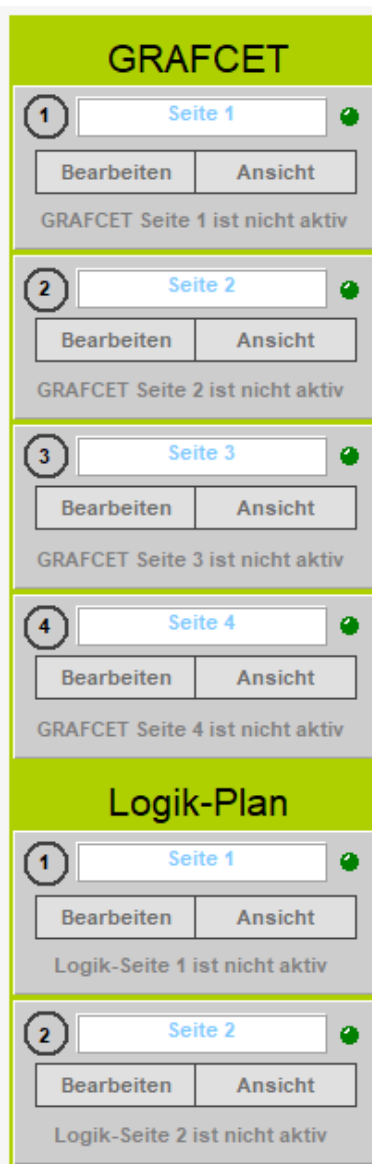 GRAFCET
1 Seite 1
Bearbeiten Ansicht
GRAFCET Seite 1 ist nicht aktiv
2 Seite 2
Bearbeiten Ansicht
GRAFCET Seite 2 ist nicht aktiv
3 Seite 3
Bearbeiten Ansicht
GRAFCET Seite 3 ist nicht aktiv
4 Seite 4
Bearbeiten Ansicht
GRAFCET Seite 4 ist nicht aktiv
Logik-Plan
1 Seite 1
Bearbeiten Ansicht
Logik-Seite 1 ist nicht aktiv
2 Seite 2
Bearbeiten Ansicht
Logik-Seite 2 ist nicht aktiv